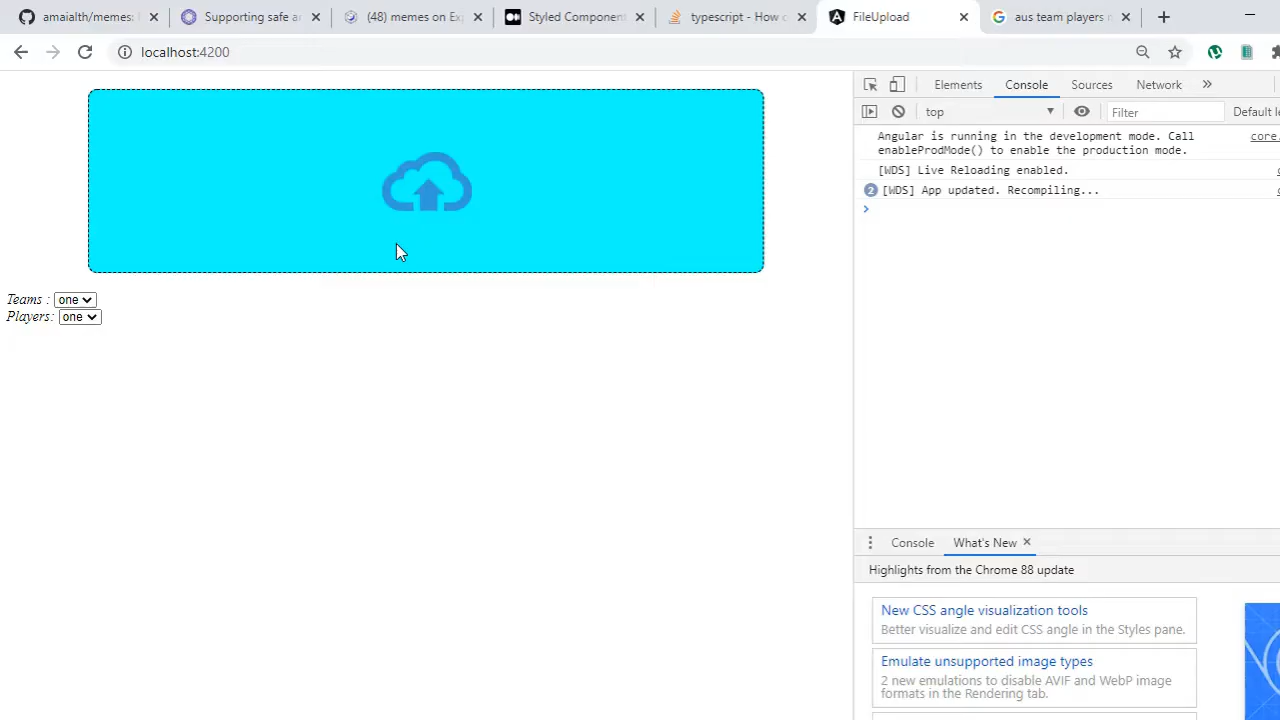 amaialth/memes
Supporting safe a
(48) memes on Exp
Styled Component
typescript - How c
FileUpload
aus team players n
localhost:4200
Elements
Console
Sources
Network
top
Filter
Default le
Angular is running in the development mode. Call
enableProdMode() to enable the production mode.
core.
[WDS] Live Reloading enabled.
2 [WDS] App updated. Recompiling...
Teams : one
Players: one
Console
What's New
Highlights from the Chrome 88 update
New CSS angle visualization tools
Better visualize and edit CSS angle in the Styles pane.
Emulate unsupported image types
2 new emulations to disable AVIF and WebP image
formats in the Rendering tab.